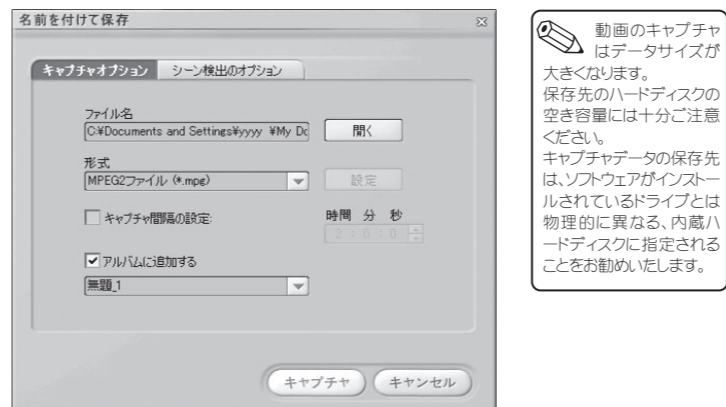 名前を付けて保存
キャプチャオプション シーン検出のオプション
ファイル名
C:¥Documents and Settings¥yyyy ¥My Dc 開く
形式
MPEG2ファイル (*.mpe) 設定
キャプチャ間隔の設定: 時間 分 秒
2 : 0 : 0
アルバムに追加する
無題_1
キャプチャ キャンセル
動画のキャプチャ
はデータサイズが
大きくなります。
保存先のハードディスクの
空き容量には十分ご注意
ください。
キャプチャデータの保存先
は、ソフトウェアがインストー
ルされているドライブとは
物理的に異なる、内蔵ハ
ードディスクに指定される
ことをお勧めいたします。